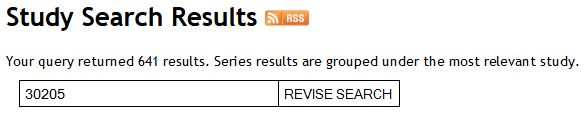 Study Search Results RSS
Your query returned 641 results. Series results are grouped under the most relevant study.
30205 REVISE SEARCH